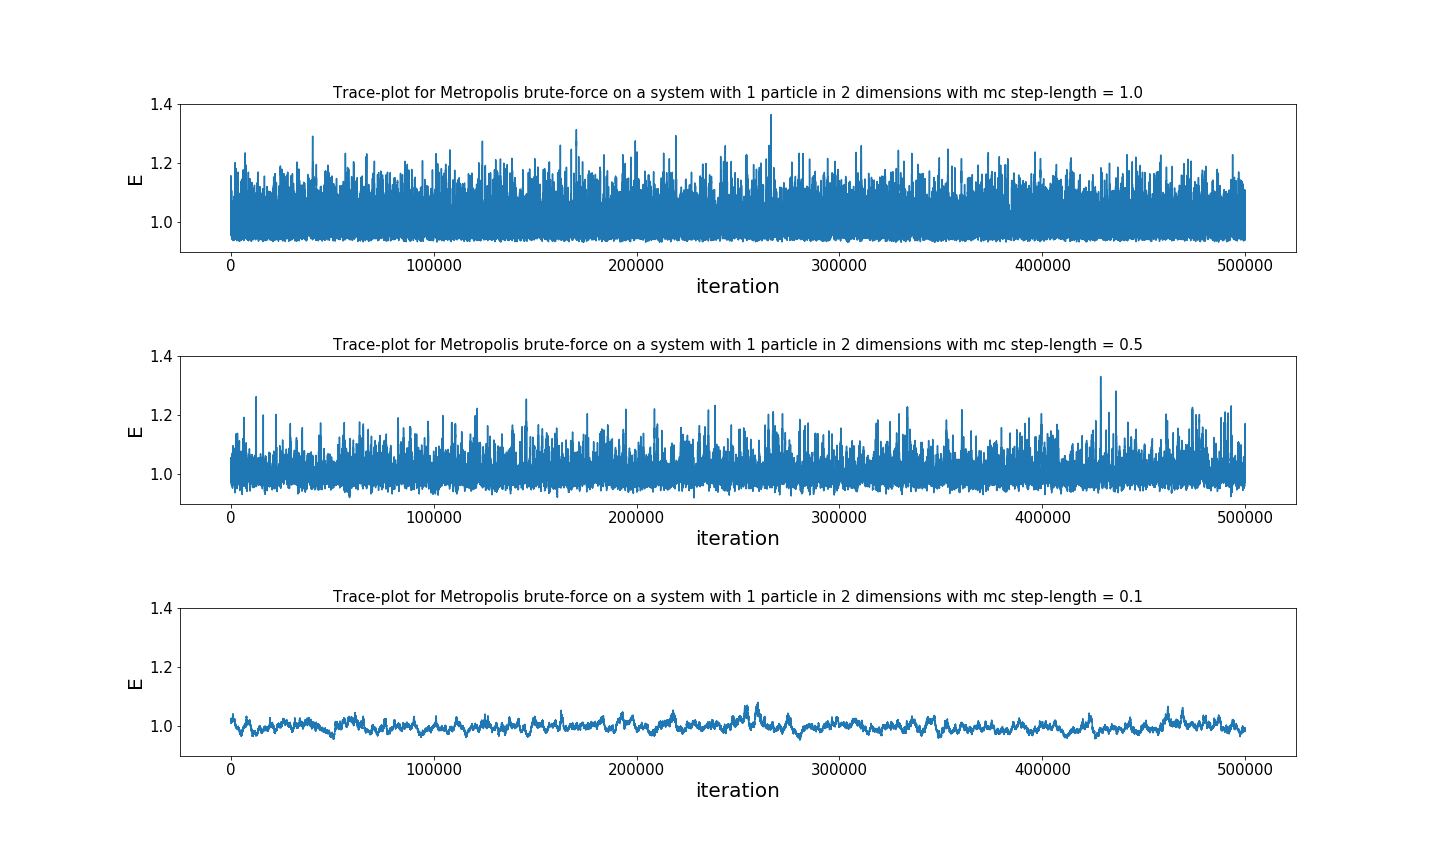 Trace-plot for Metropolis brute-force on a system with 1 particle in 2 dimensions with mc step-length = 1.0
1.4
1.2
1.0
E
0 100000 200000 300000 400000 500000
iteration
Trace-plot for Metropolis brute-force on a system with 1 particle in 2 dimensions with mc step-length = 0.5
1.4
1.2
1.0
E
0 100000 200000 300000 400000 500000
iteration
Trace-plot for Metropolis brute-force on a system with 1 particle in 2 dimensions with mc step-length = 0.1
1.4
1.2
1.0
E
0 100000 200000 300000 400000 500000
iteration